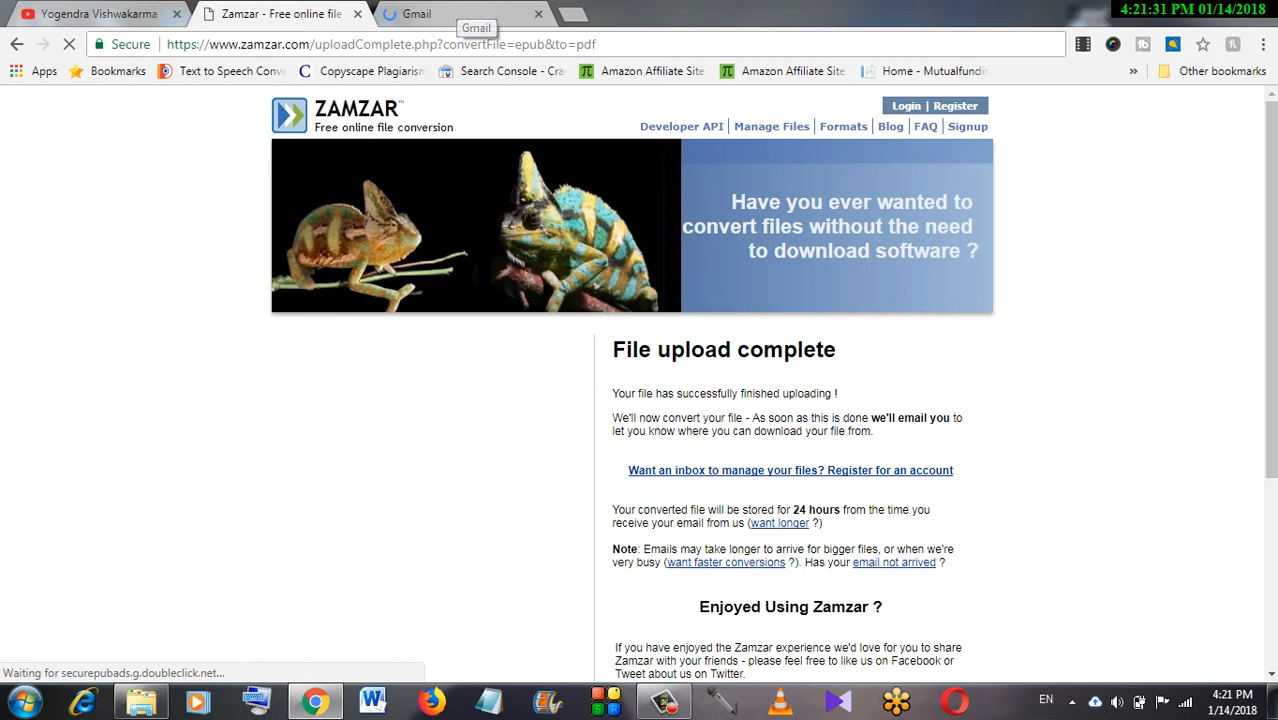 4:21:31 PM 01/14/2018
Yogendra Vishwakarma -
Zamzar - Free online file
Gmail
Gmail
Secure
https://www.zamzar.com/uploadComplete.php?convertFile=epub&to=pdf
Apps
Bookmarks
Text to Speech Conv
Copyscape Plagiarism
Search Console - Cra
Amazon Affiliate Site
Amazon Affiliate Site
Home - Mutualfundin
»
Other bookmarks
ZAMZAR™
Free online file conversion
Login | Register
Developer API | Manage Files | Formats | Blog | FAQ | Signup
Have you ever wanted to
convert files without the need
to download software ?
File upload complete
Your file has successfully finished uploading !
We'll now convert your file - As soon as this is done we'll email you to
let you know where you can download your file from.
Want an inbox to manage your files? Register for an account
Your converted file will be stored for 24 hours from the time you
receive your email from us (want longer ?)
Note: Emails may take longer to arrive for bigger files, or when we're
very busy (want faster conversions ?). Has your email not arrived ?
Enjoyed Using Zamzar ?
If you have enjoyed the Zamzar experience we'd love for you to share
Zamzar with your friends - please feel free to like us on Facebook or
Tweet about us on Twitter.
Waiting for securepubads.g.doubleclick.net...
EN
4:21 PM
1/14/2018